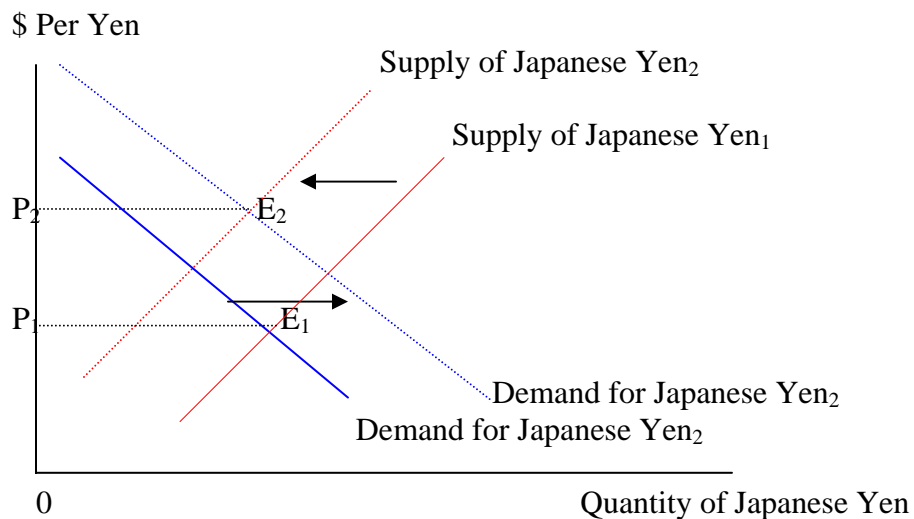 $ Per Yen
Supply of Japanese Yen₂
Supply of Japanese Yen₁
P₂
E₂
P₁
E₁
Demand for Japanese Yen₂
Demand for Japanese Yen₂
0
Quantity of Japanese Yen